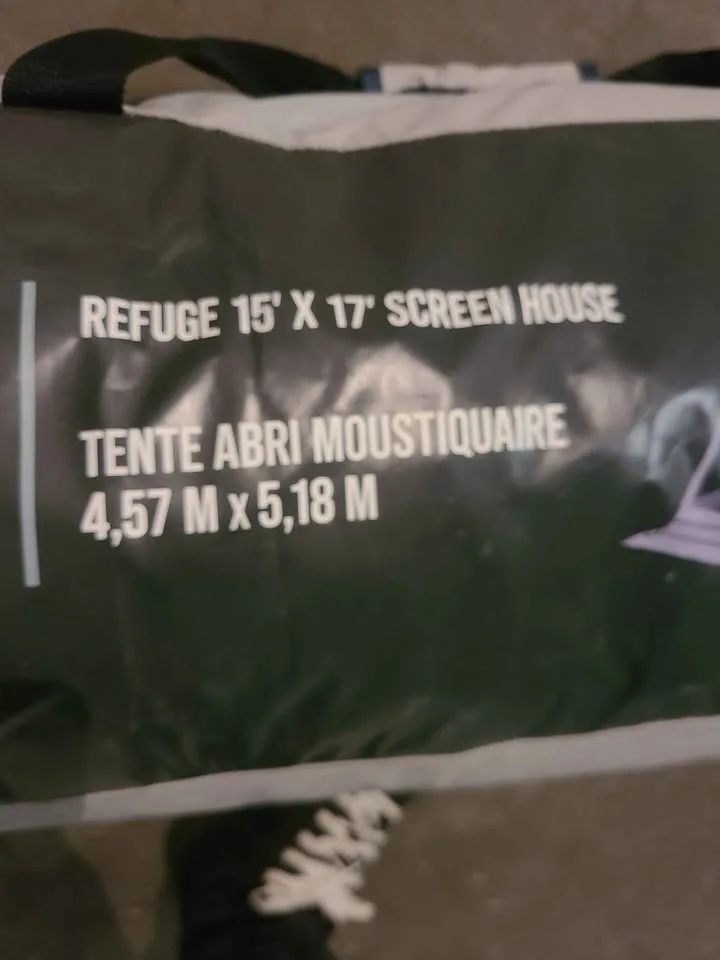 REFUGE 15' X 17' SCREEN HOUSE
TENTE ABRI MOUSTIQUAIRE
4,57 M x 5,18 M